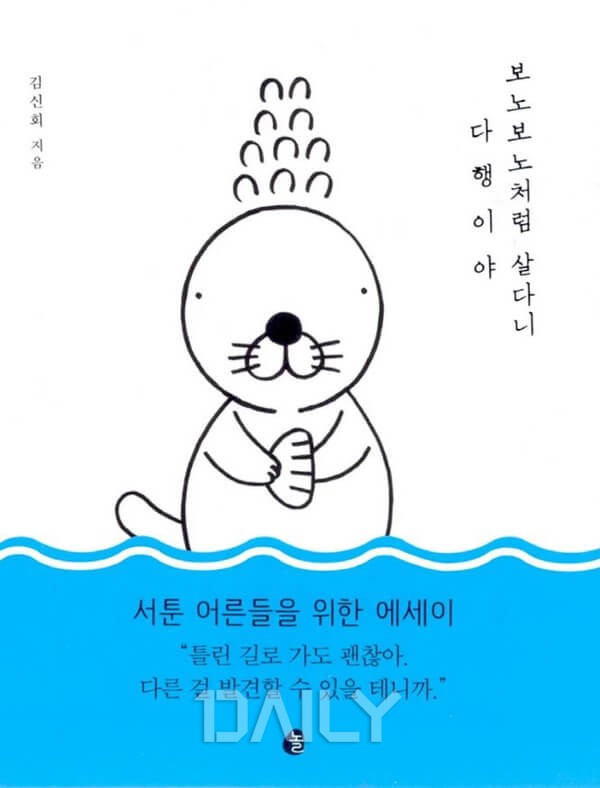 보노보노처럼 살다니
다행이야
김신회 지음
서툰 어른들을 위한 에세이
“틀린 길로 가도 괜찮아.
다른 걸 발견할 수 있을 테니까.”
DAILY
놀